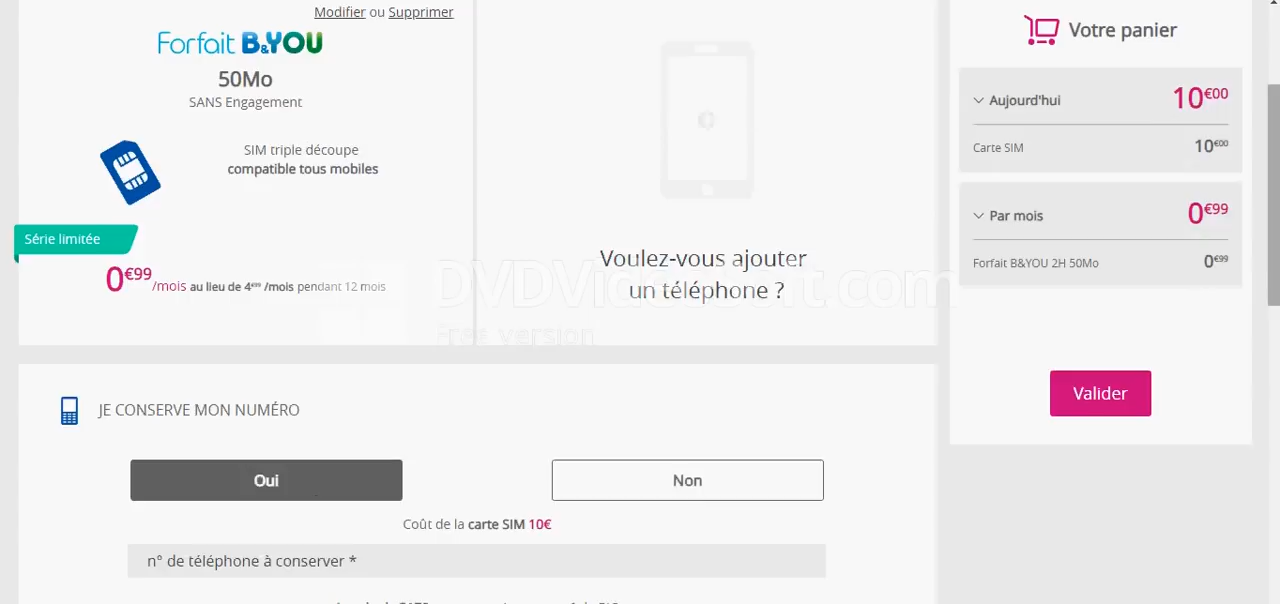 Modifier ou Supprimer
Forfait B&YOU
50Mo
SANS Engagement
SIM triple découpe
compatible tous mobiles
Série limitée
0€99/mois au lieu de 4€99 /mois pendant 12 mois
Voulez-vous ajouter
un téléphone ?
DVDVideoSoft.com
Free version
JE CONSERVE MON NUMÉRO
Oui
Non
Coût de la carte SIM 10€
n° de téléphone à conserver *
Votre panier
Aujourd'hui 10€00
Carte SIM 10€00
Par mois 0€99
Forfait B&YOU 2H 50Mo 0€99
Valider